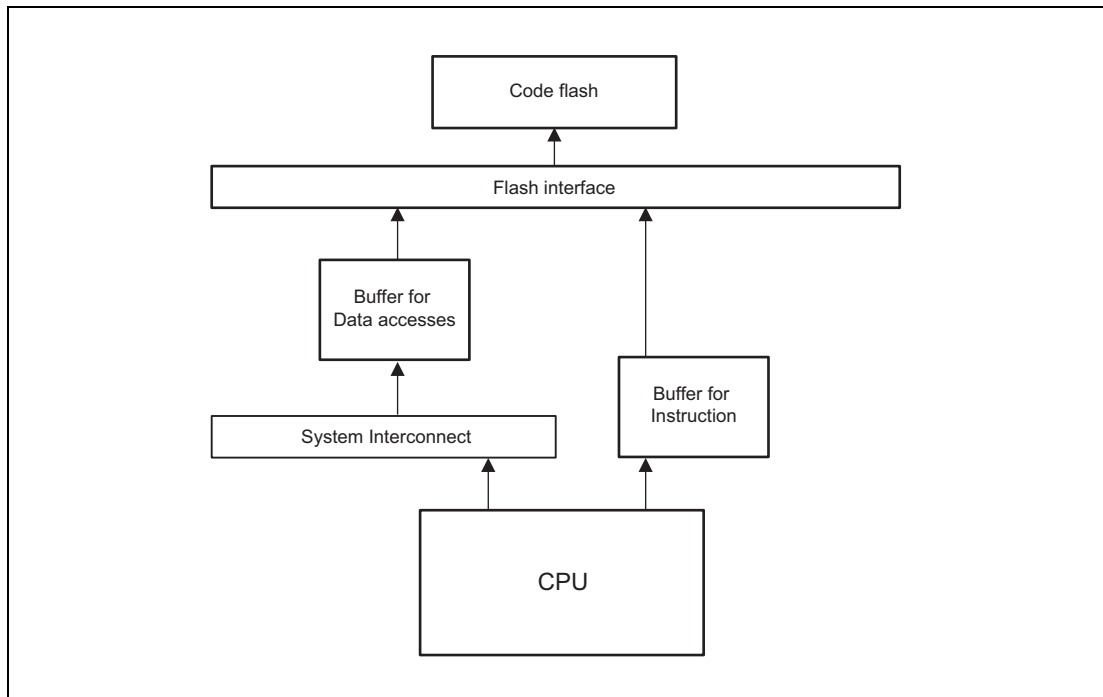 Code flash
Flash interface
Buffer for
Data accesses
Buffer for
Instruction
System Interconnect
CPU